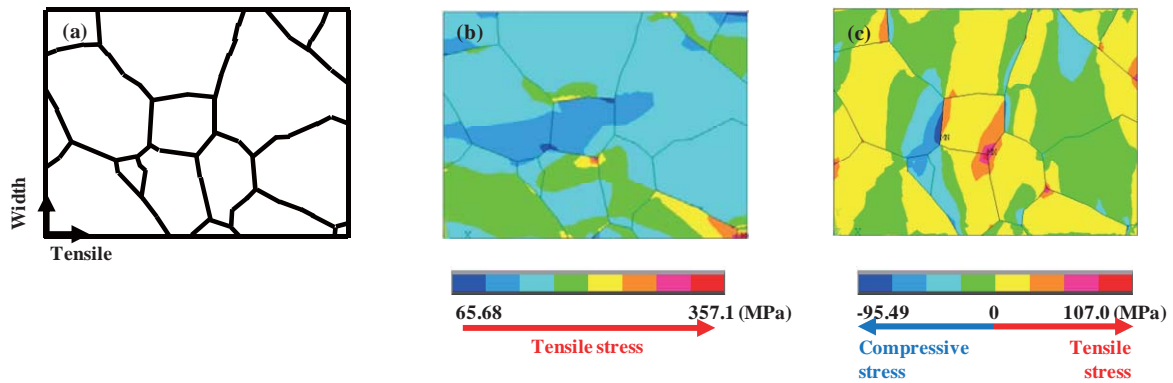 (a)
Width
Tensile
(b)
65.68
357.1 (MPa)
Tensile stress
(c)
-95.49
0
107.0 (MPa)
Compressive
stress
Tensile
stress